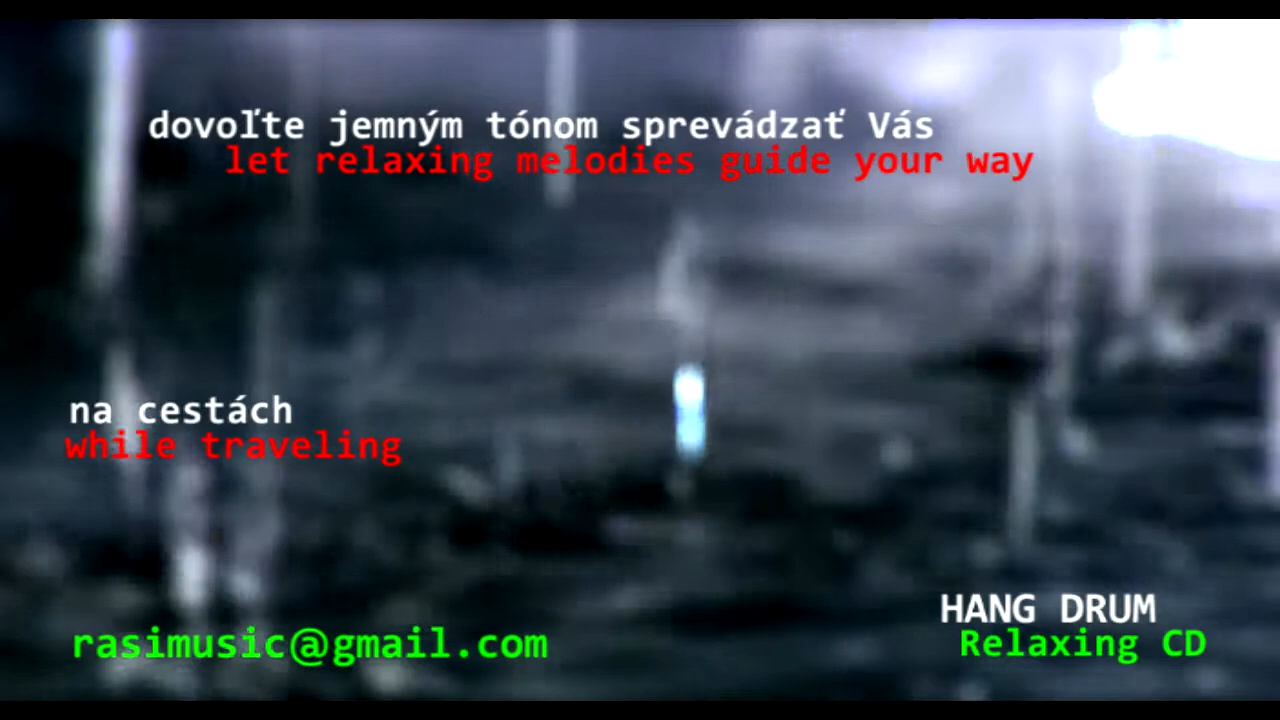 dovoľte jemným tónom sprevádzať Vás
let relaxing melodies guide your way
na cestách
while traveling
HANG DRUM
rasimusic@gmail.com
Relaxing CD